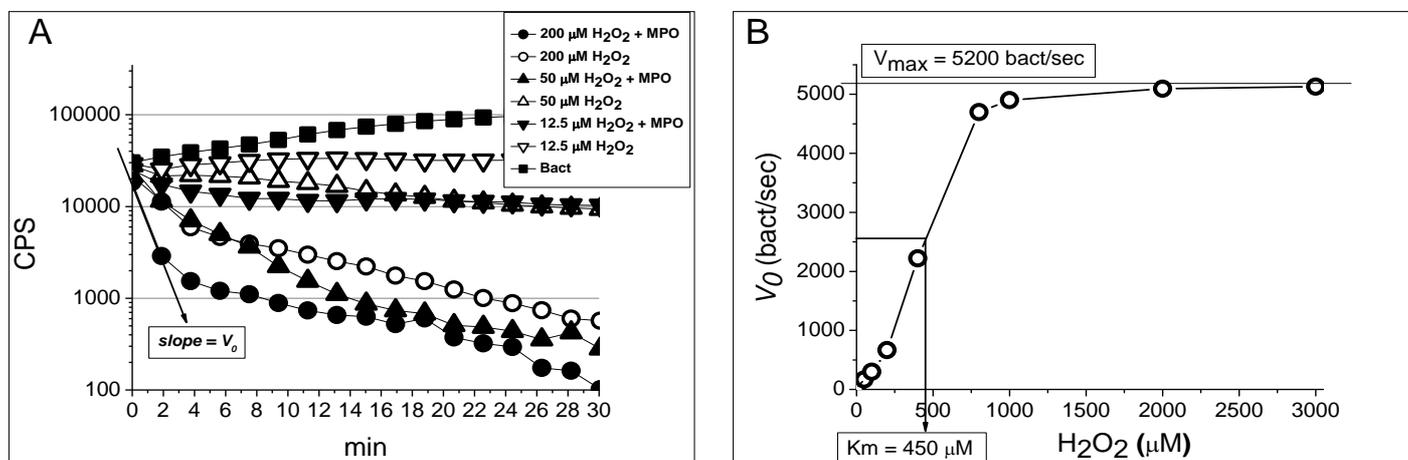 A
200 µM H2O2 + MPO
200 µM H2O2
50 µM H2O2 + MPO
50 µM H2O2
12.5 µM H2O2 + MPO
12.5 µM H2O2
Bact
100000
10000
1000
100
CPS
slope = V0
0 2 4 6 8 10 12 14 16 18 20 22 24 26 28 30
min
B
Vmax = 5200 bact/sec
5000
4000
3000
2000
1000
0
V0 (bact/sec)
0 500 1000 1500 2000 2500 3000
Km = 450 µM
H2O2 (µM)